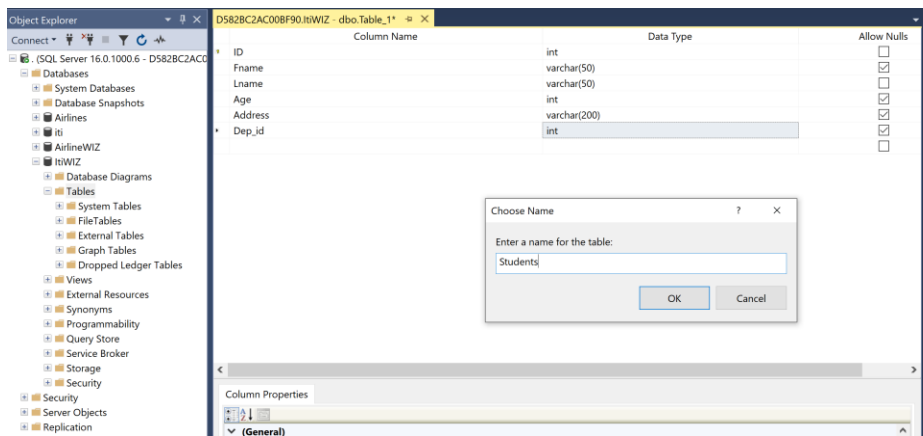 Object Explorer
Connect
. (SQL Server 16.0.1000.6 - D582BC2AC0
Databases
System Databases
Database Snapshots
Airlines
iti
AirlineWIZ
ItiWIZ
Database Diagrams
Tables
System Tables
FileTables
External Tables
Graph Tables
Dropped Ledger Tables
Views
External Resources
Synonyms
Programmability
Query Store
Service Broker
Storage
Security
Security
Server Objects
Replication
D582BC2AC00BF90.ItiWIZ - dbo.Table_1*
Column Name Data Type Allow Nulls
ID int
Fname varchar(50)
Lname varchar(50)
Age int
Address varchar(200)
Dep_id int
Choose Name ? ×
Enter a name for the table:
Students
OK Cancel
Column Properties
(General)